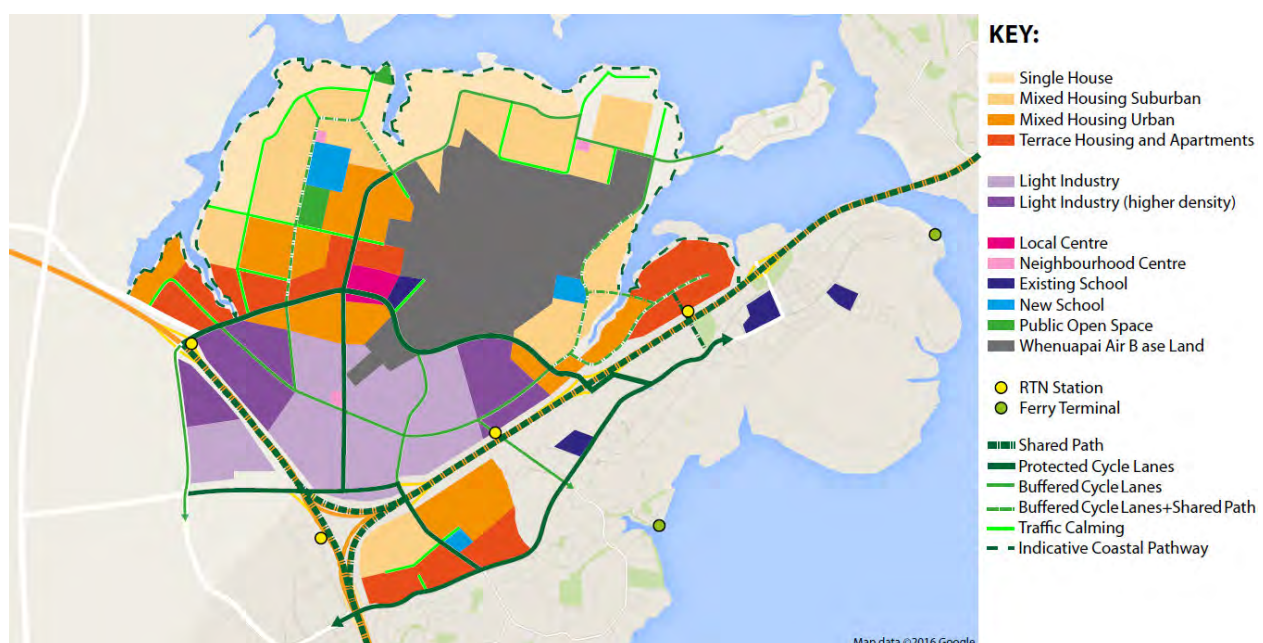 KEY:
Single House
Mixed Housing Suburban
Mixed Housing Urban
Terrace Housing and Apartments
Light Industry
Light Industry (higher density)
Local Centre
Neighbourhood Centre
Existing School
New School
Public Open Space
Whenuapai Air B ase Land
RTN Station
Ferry Terminal
Shared Path
Protected Cycle Lanes
Buffered Cycle Lanes
Buffered Cycle Lanes+Shared Path
Traffic Calming
Indicative Coastal Pathway
Map data ©2016 Google